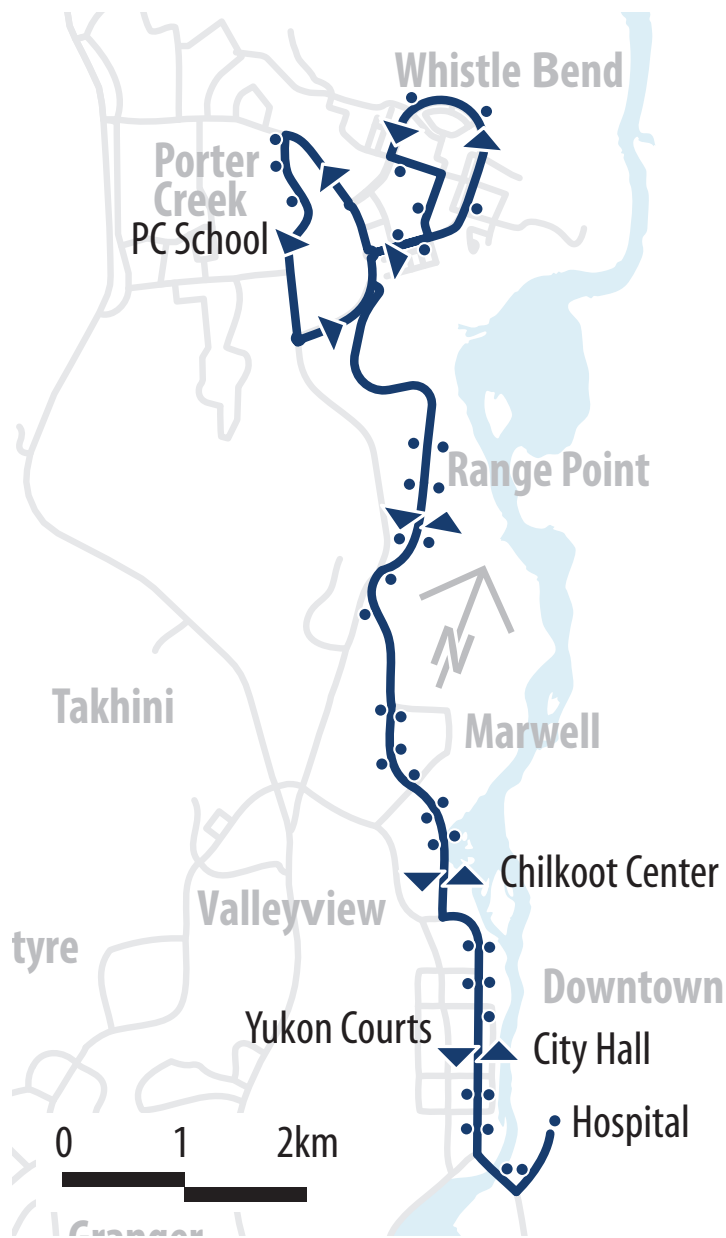 Whistle Bend
Porter
Creek
PC School
Range Point
N
Takhini
Marwell
Chilkoot Center
Valleyview
tyre
Downtown
Yukon Courts
City Hall
Hospital
0 1 2km
Granger